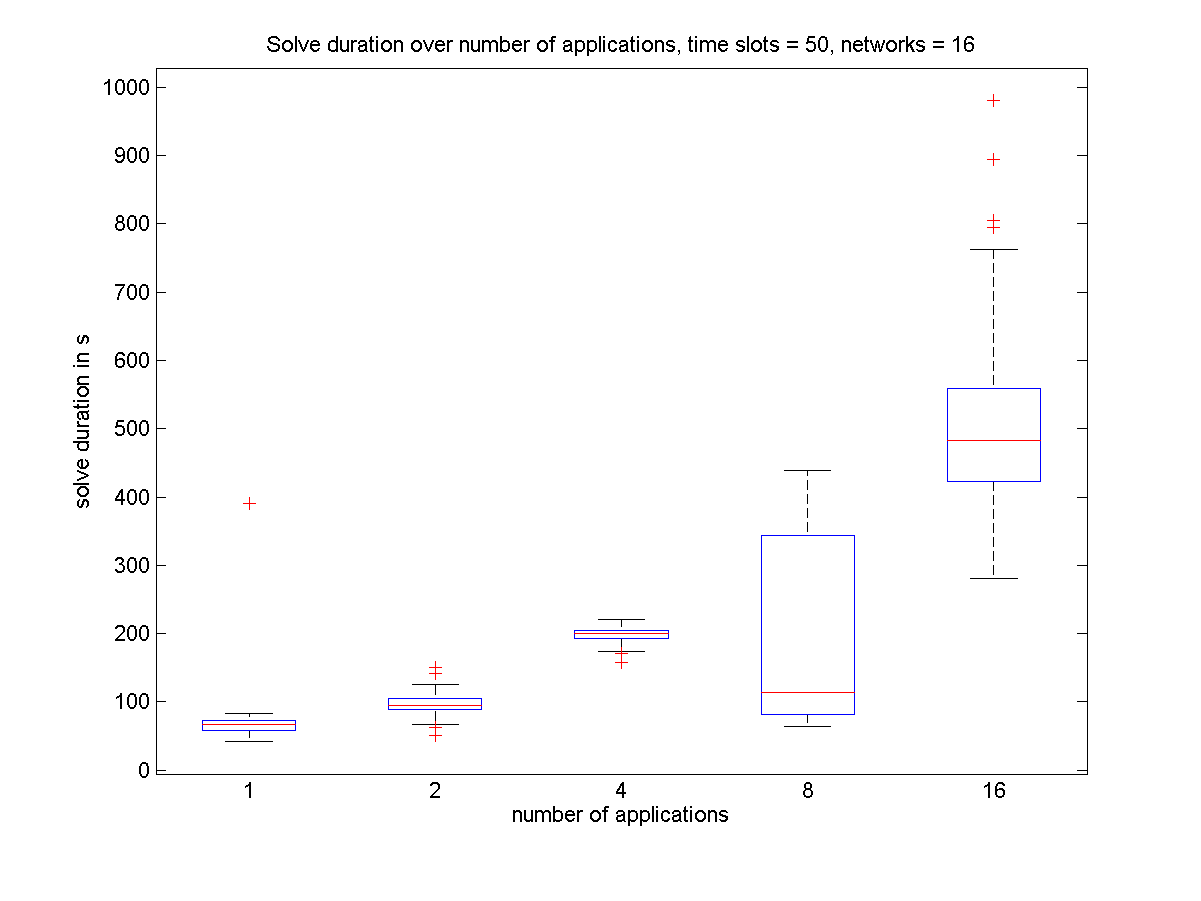 Solve duration over number of applications, time slots = 50, networks = 16
1000
900
800
700
600
500
400
300
200
100
0
solve duration in s
1 2 4 8 16
number of applications